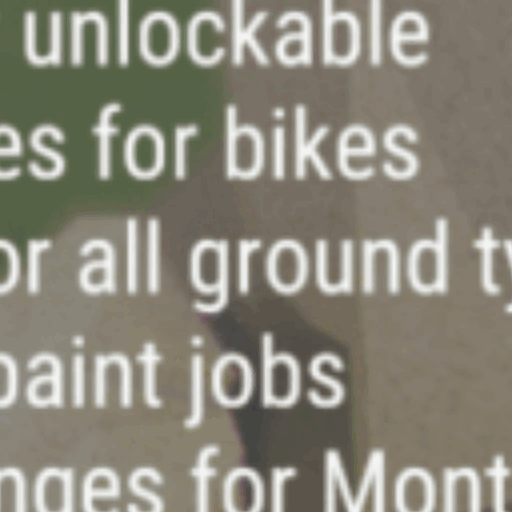 unlockable
es for bikes
or all ground ty
paint jobs
nges for Mont